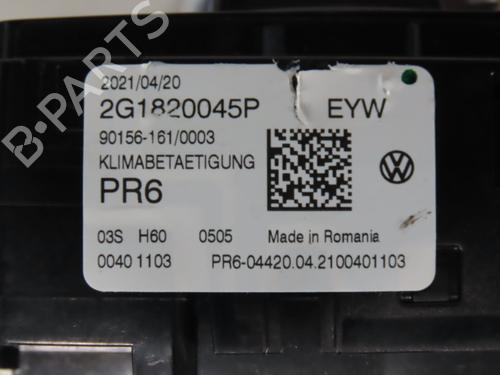 2021/04/20
2G1820045P EYW
90156-161/0003
KLIMABETAETIGUNG
PR6
03S H60 0505 Made in Romania
0040 1103 PR6-04420.04.2100401103